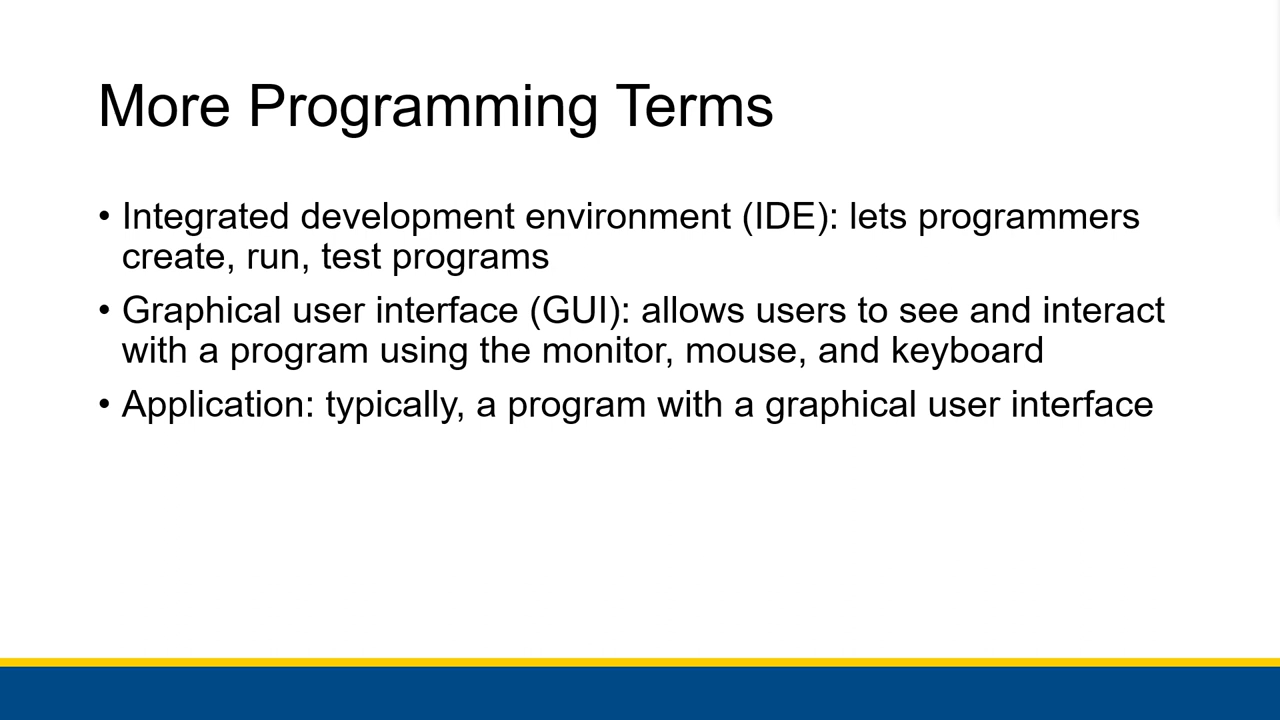 More Programming Terms
• Integrated development environment (IDE): lets programmers
create, run, test programs
• Graphical user interface (GUI): allows users to see and interact
with a program using the monitor, mouse, and keyboard
• Application: typically, a program with a graphical user interface